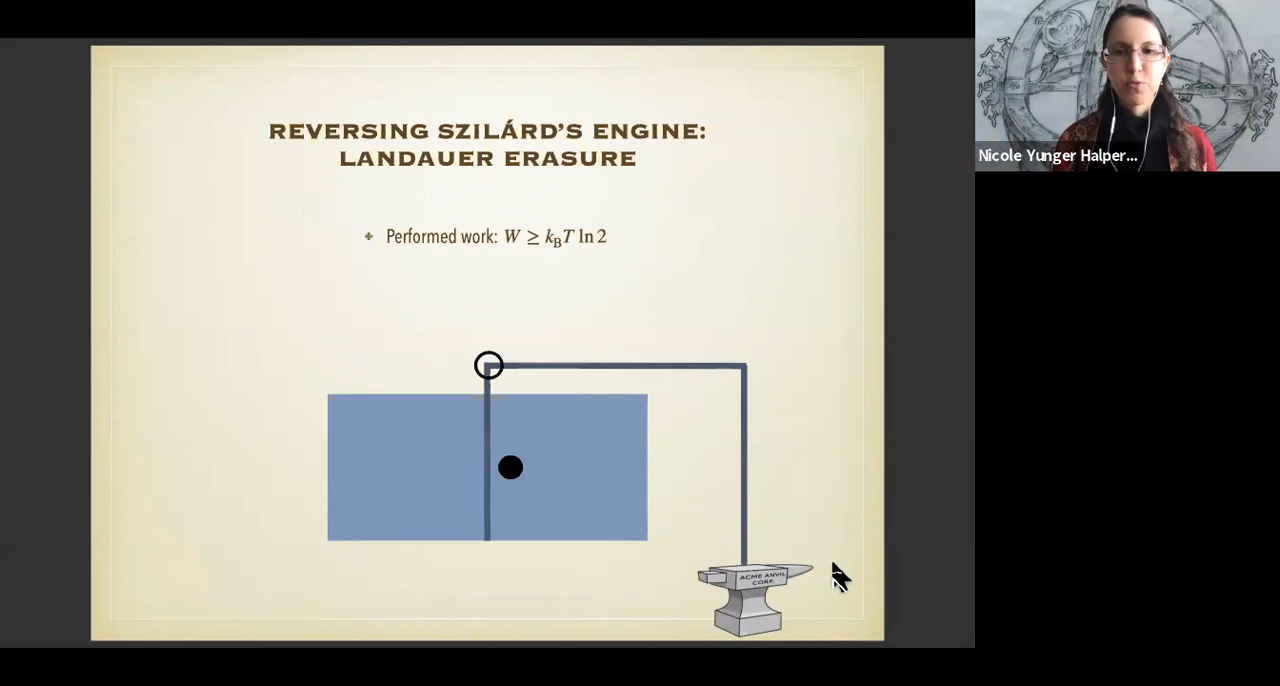 REVERSING SZILÁRD'S ENGINE:
LANDAUER ERASURE
Performed work: W ≥ k_B T ln 2
ACME ANVIL
CORP.
Nicole Yunger Halper...